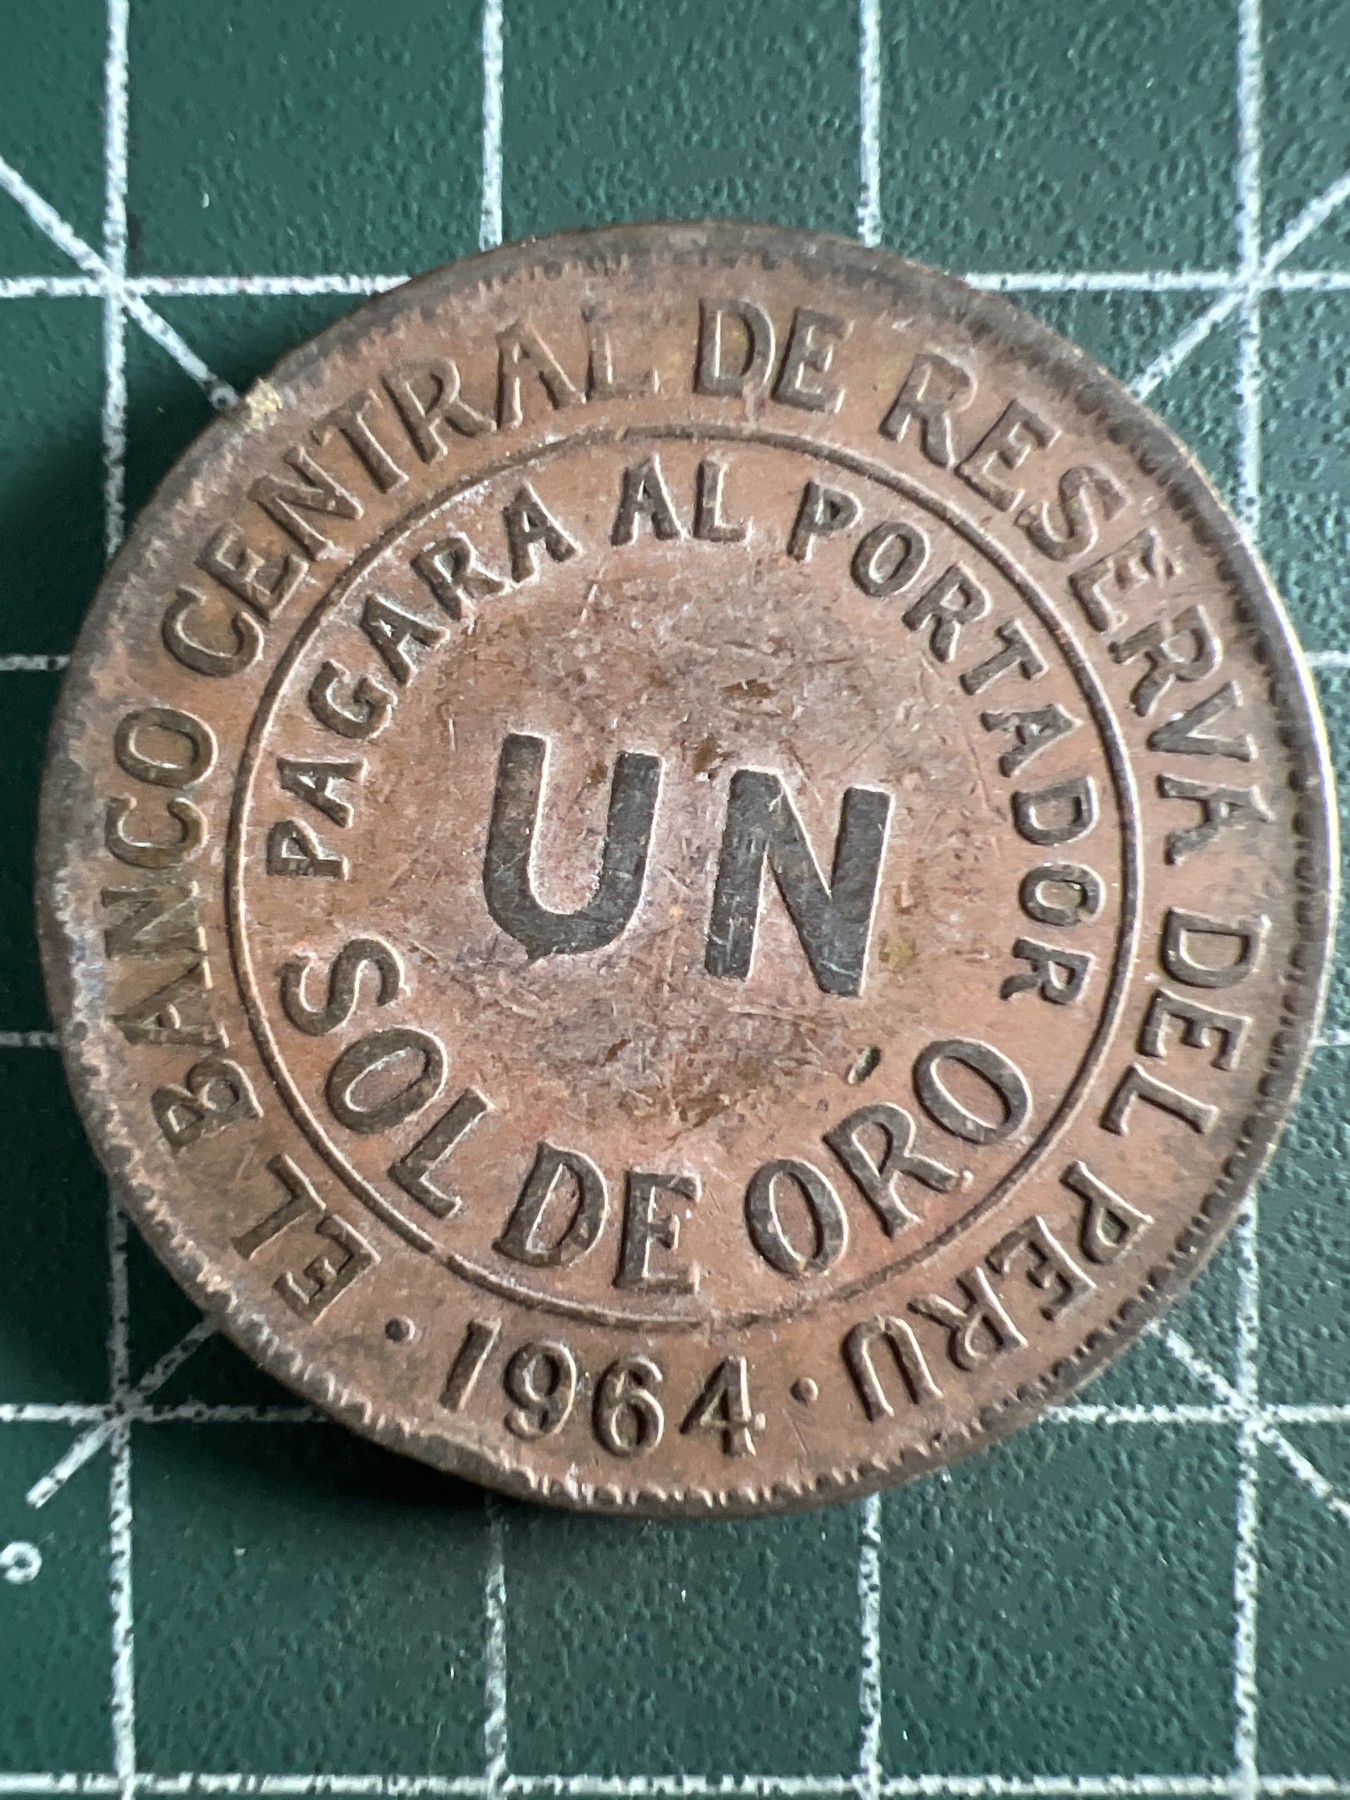 EL BANCO CENTRAL DE RESERVA DEL PERU
PAGARA AL PORTADOR
UN
SOL DE ORO
· 1964 ·